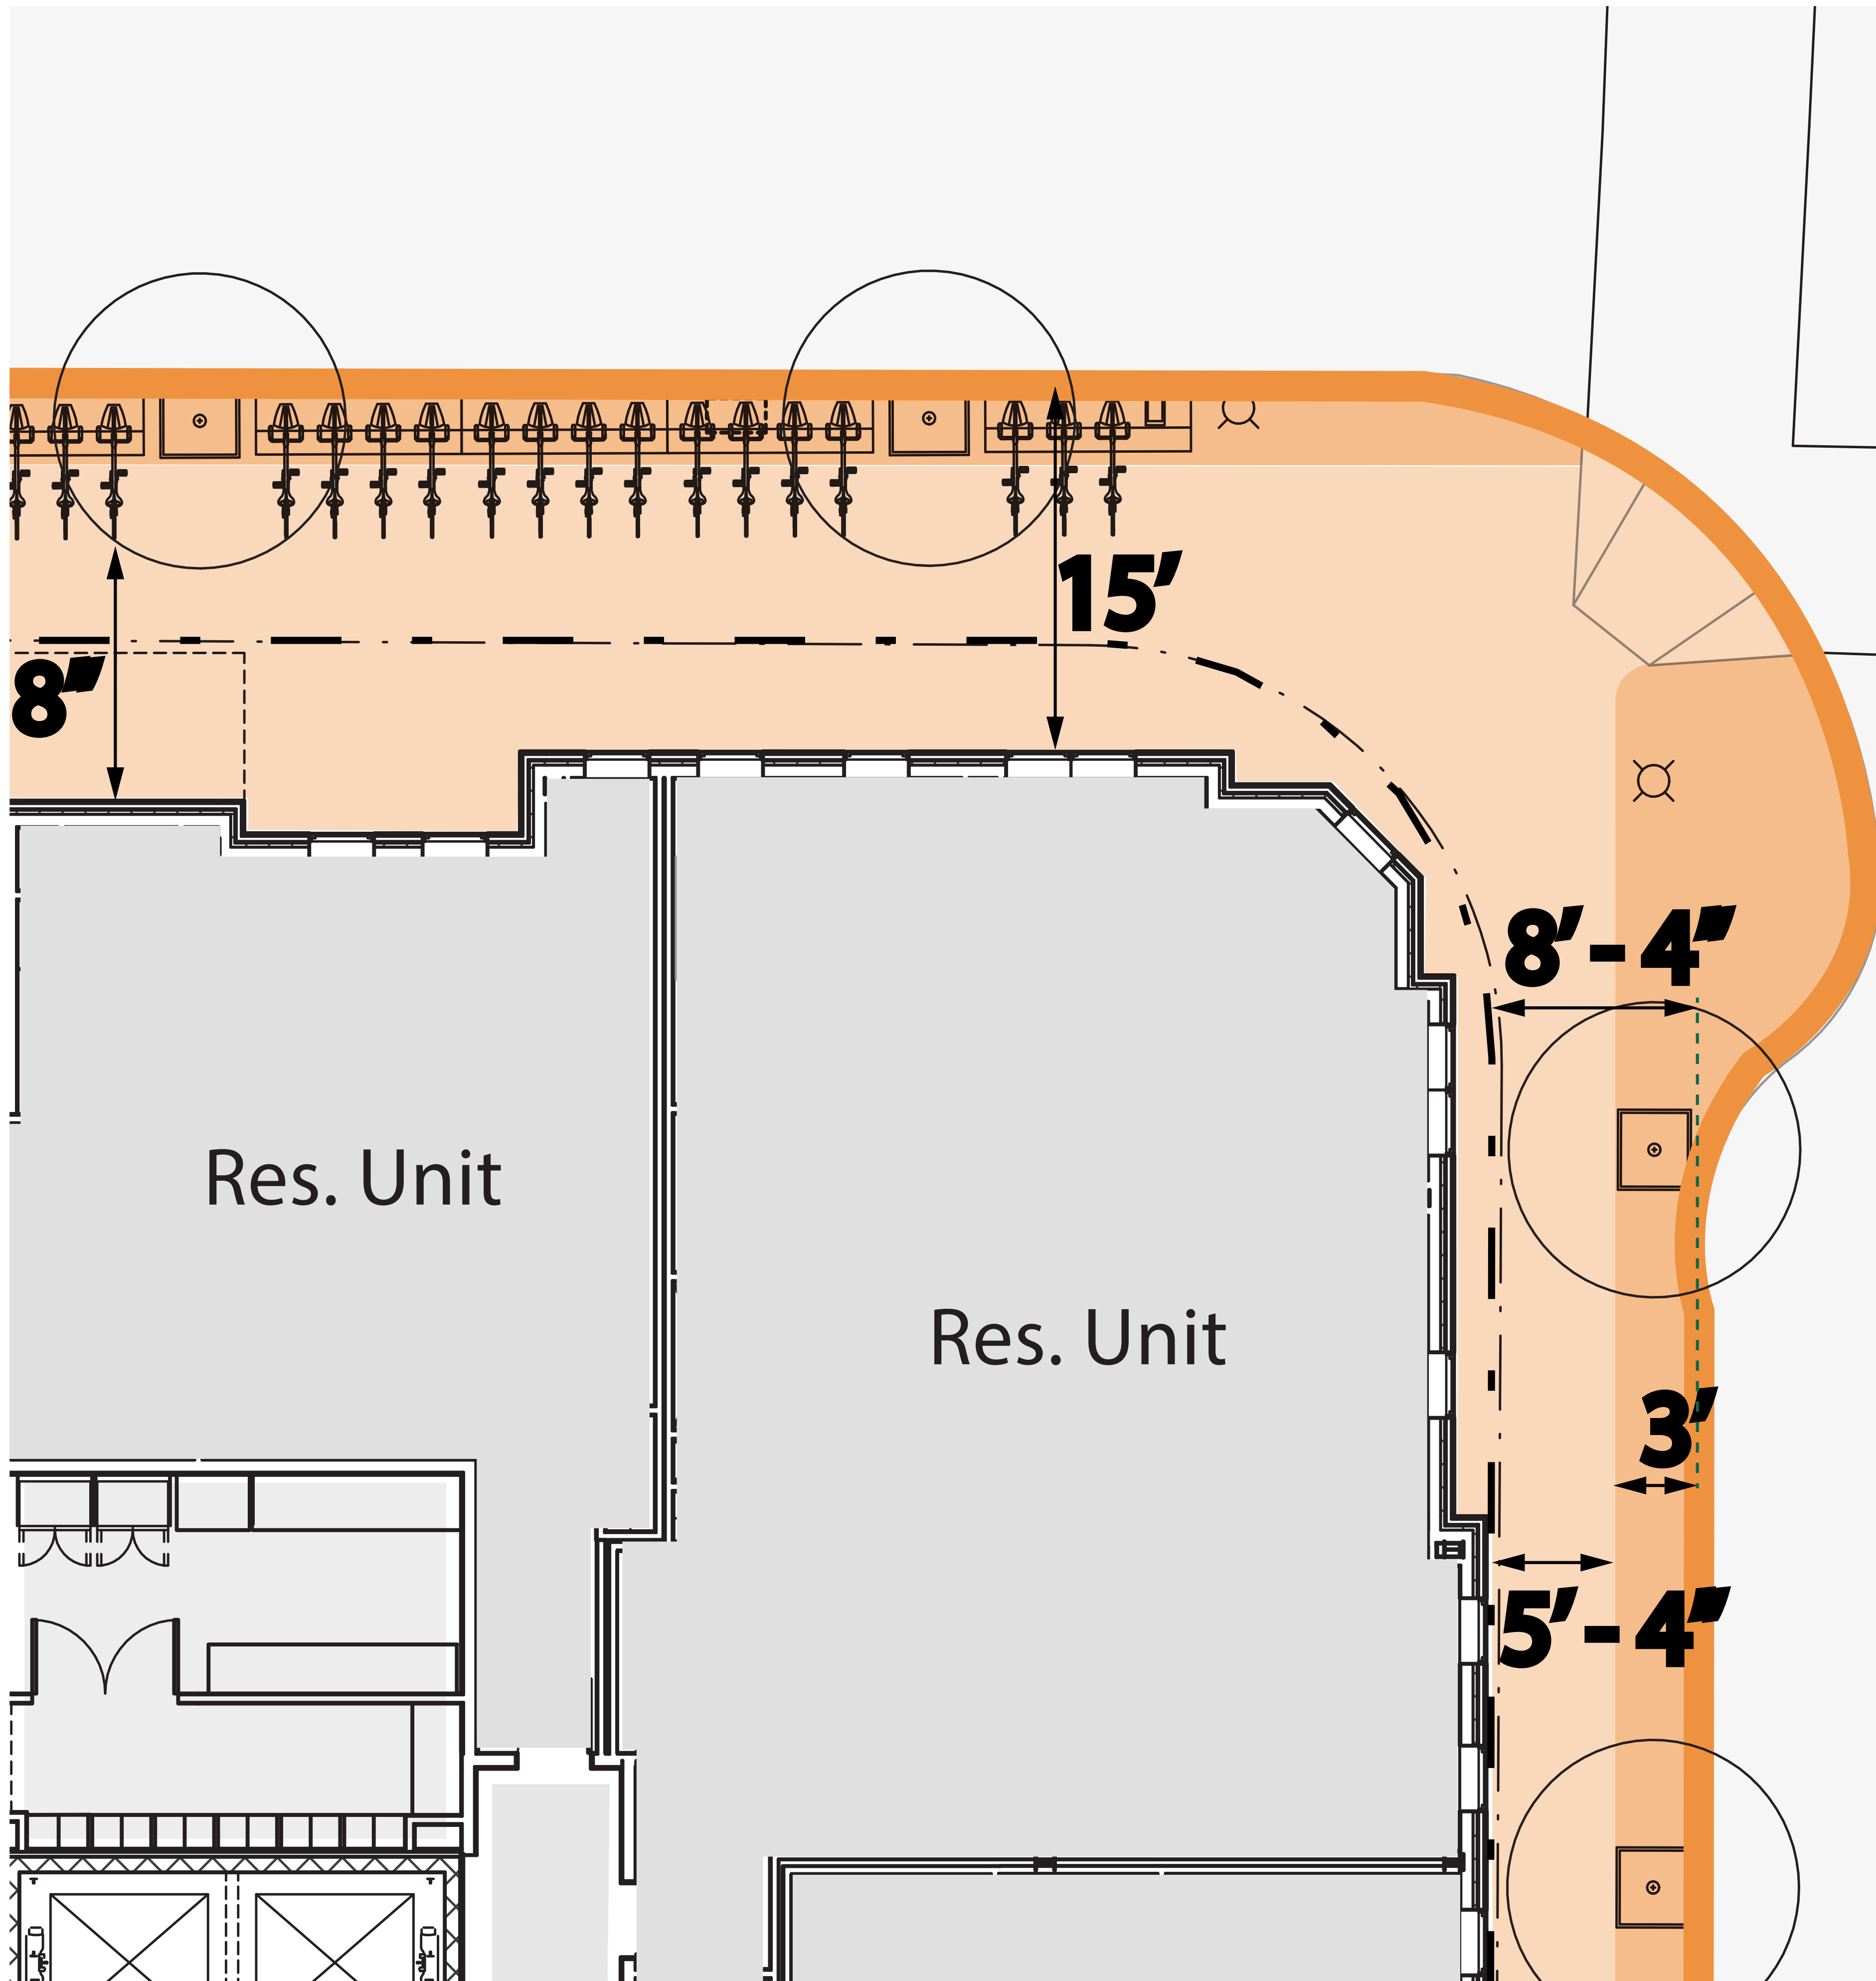 15’
8’
8’ - 4”
Res. Unit
Res. Unit
3’
5’ - 4”